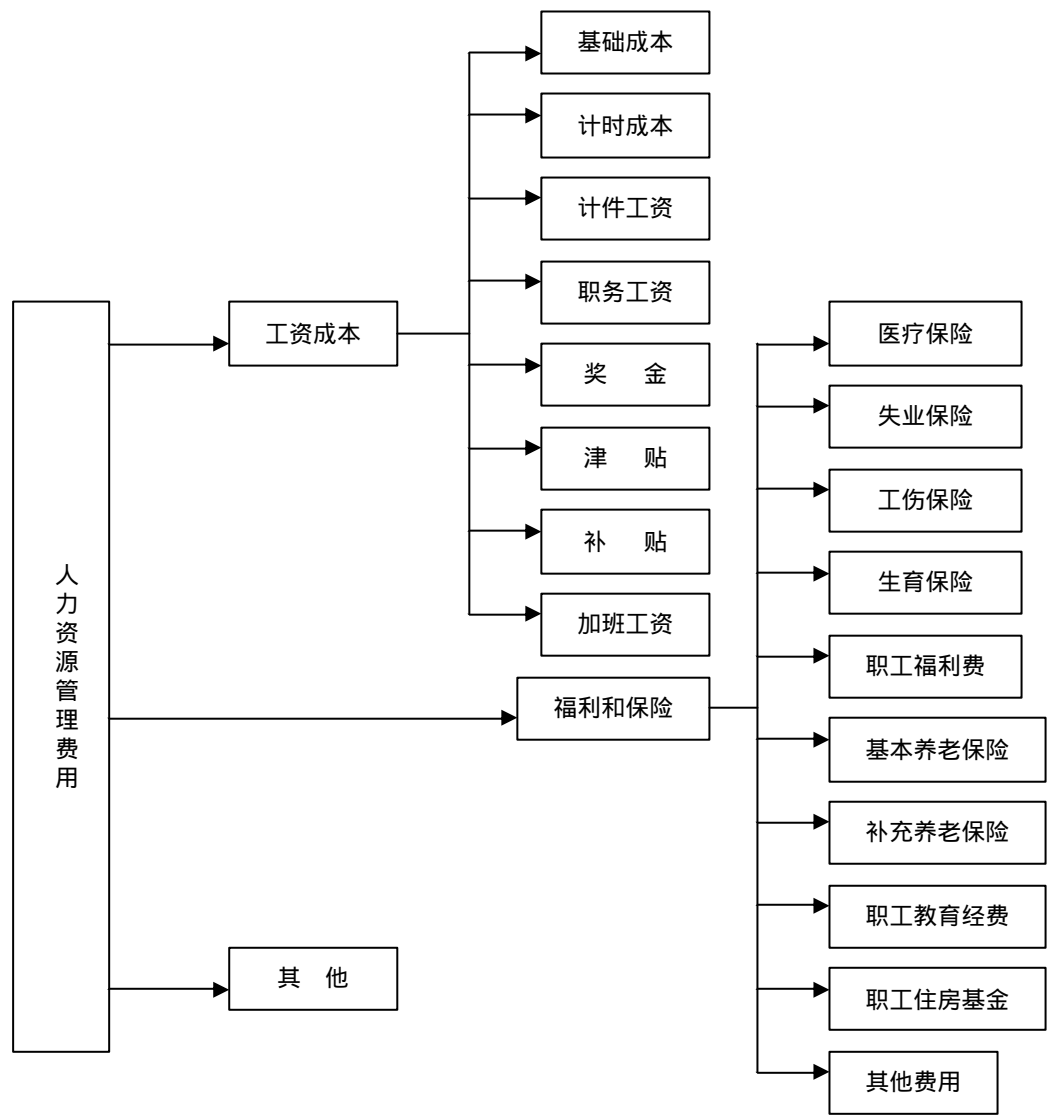 基础成本
计时成本
计件工资
职务工资
工资成本
医疗保险
奖 金
失业保险
津 贴
工伤保险
补 贴
人力资源管理费用
生育保险
加班工资
职工福利费
福利和保险
基本养老保险
补充养老保险
职工教育经费
其 他
职工住房基金
其他费用